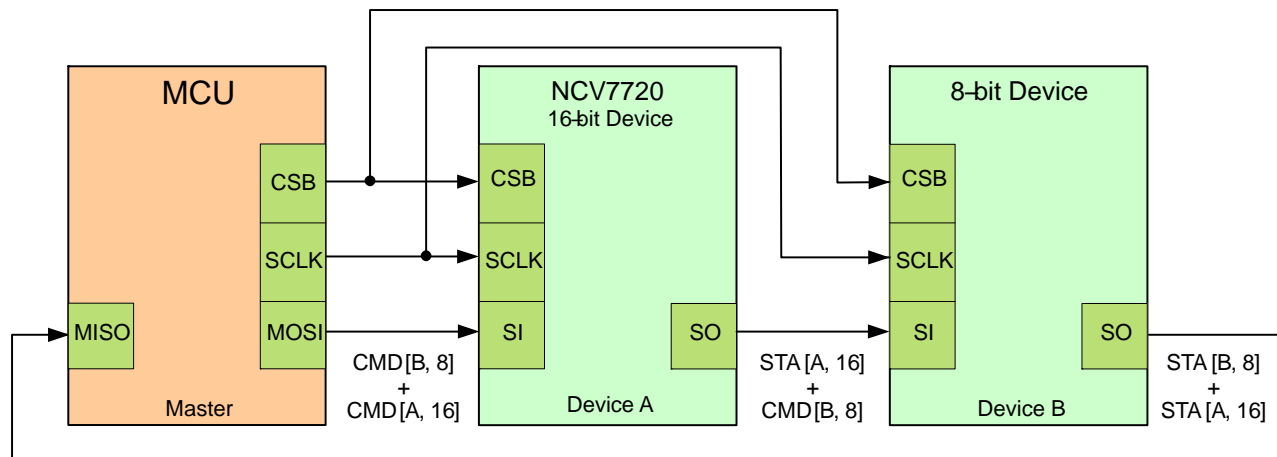 MCU
CSB
SCLK
MISO
MOSI
Master
CMD[B, 8]
+
CMD[A, 16]
NCV7720
16-bit Device
CSB
SCLK
SI
SO
Device A
STA[A, 16]
+
CMD[B, 8]
8-bit Device
CSB
SCLK
SI
SO
Device B
STA[B, 8]
+
STA[A, 16]